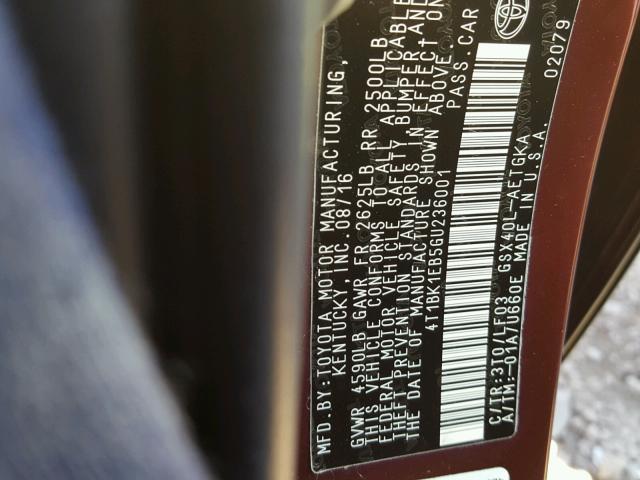 MFD.BY:TOYOTA MOTOR MANUFACTURING,
KENTUCKY, INC.08/16
GVWR 4590LB GAWR FR 2625LB RR 2500LB
THIS VEHICLE CONFORMS TO ALL APPLICABLE
FEDERAL MOTOR VEHICLE SAFETY, BUMPER, AND
THEFT PREVENTION STANDARDS IN EFFECT ON
THE DATE OF MANUFACTURE SHOWN ABOVE.
4T1BK1EB5GU236001 PASS. CAR
C/TR:3T0/LF03 GSX40L-AETGKA
A/TM:-01A/U660E MADE IN U.S.A.
02079